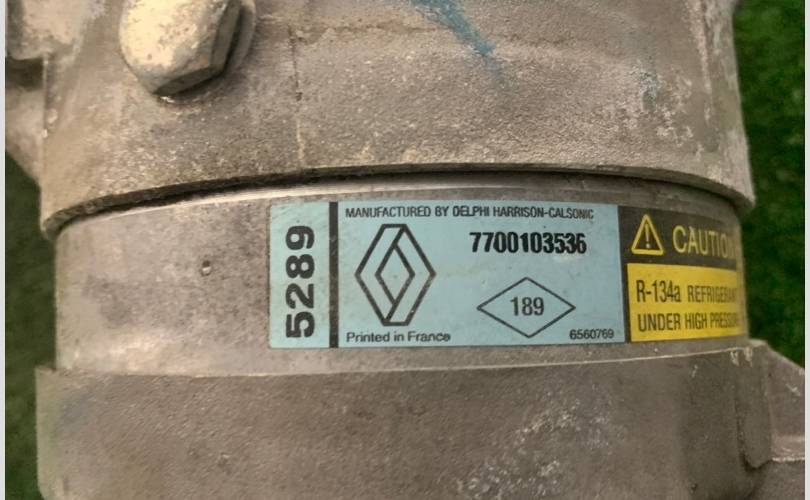 5289
MANUFACTURED BY DELPHI HARRISON-CALSONIC
7700103536
189
Printed in France
6560769
CAUTION
R-134a REFRIGERANT
UNDER HIGH PRESSURE